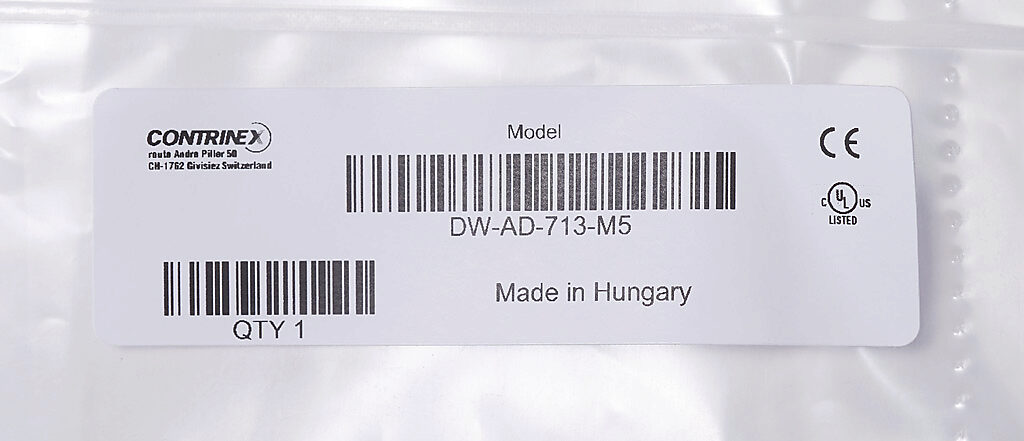 CONTRINEX
route André Piller 50
CH-1762 Givisiez Switzerland
Model
DW-AD-713-M5
QTY 1
Made in Hungary
CE
C UL US
LISTED